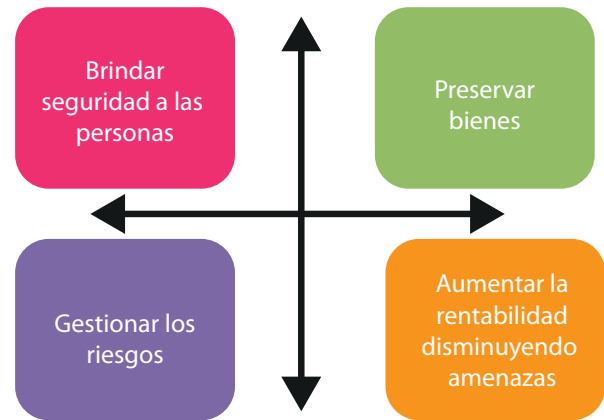 Brindar
seguridad a las
personas
Preservar
bienes
Gestionar los
riesgos
Aumentar la
rentabilidad
disminuyendo
amenazas